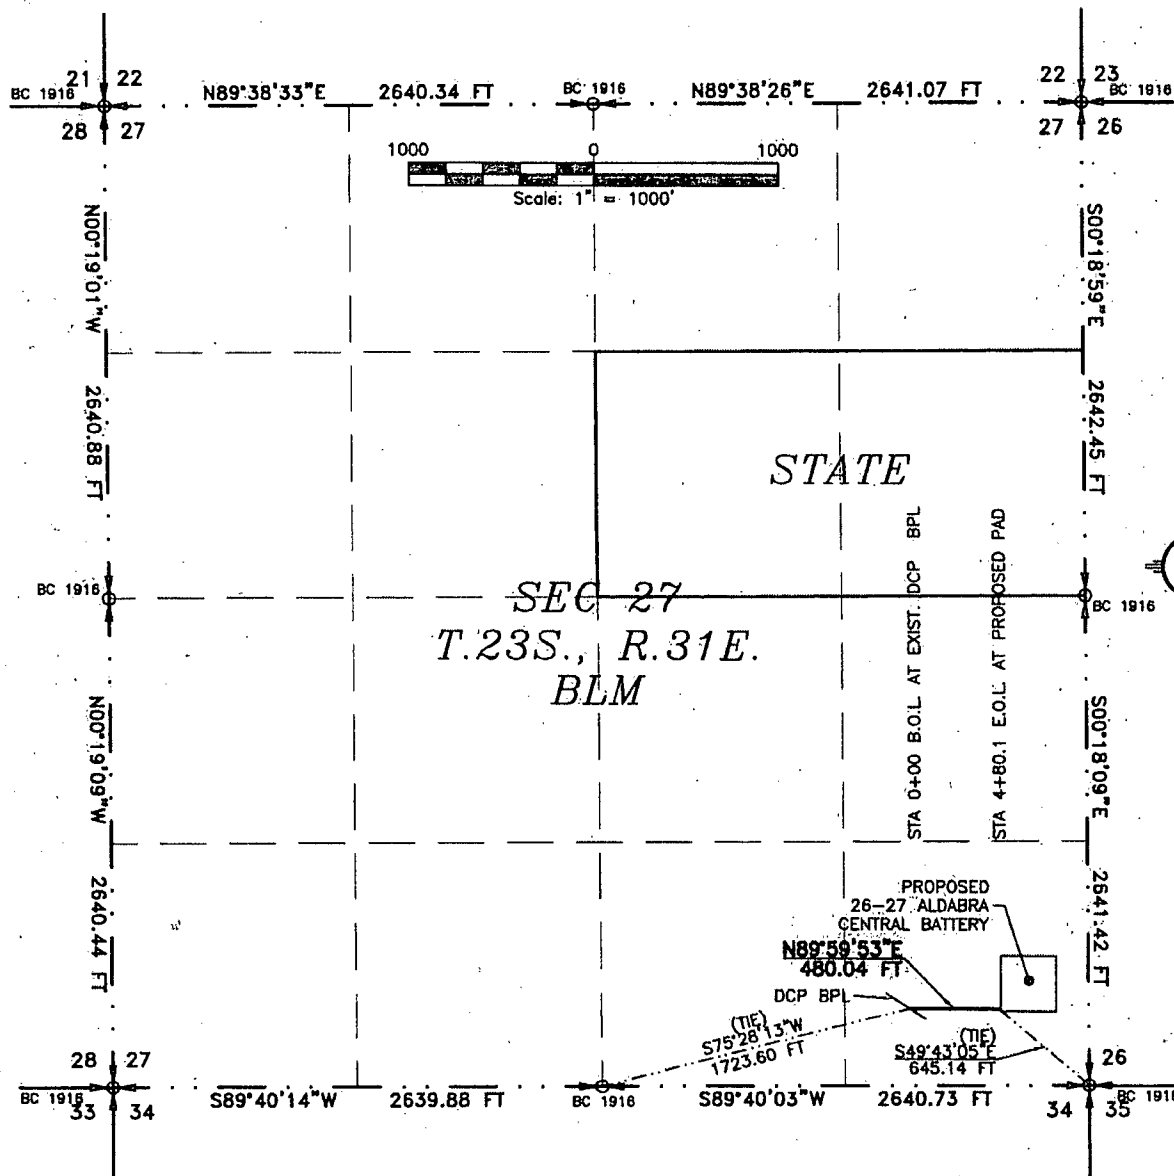 21 22
BC 1916
28 27
N89°38'33"E 2640.34 FT
BC 1916
N89°38'26"E 2641.07 FT
22 23
BC 1916
27 26
1000 0 1000
Scale: 1" = 1000'
N00°19'01"W 2640.88 FT
S00°18'59"E 2642.45 FT
STATE
BC 1916
BC 1916
SEC 27
T.23S., R.31E.
BLM
STA 0+00 B.O.L. AT EXIST. DCP BPL
STA 4+80.1 E.O.L. AT PROPOSED PAD
N00°19'09"W 2640.44 FT
S00°18'09"E 2641.42 FT
PROPOSED
26-27 ALDABRA
CENTRAL BATTERY
N89°59'53"E
480.04 FT
DCP BPL
(TIE)
S75°28'13"W
1723.60 FT
(TIE)
S49°43'05"E
645.14 FT
28 27
BC 1916
33 34
S89°40'14"W 2639.88 FT
BC 1916
S89°40'03"W 2640.73 FT
26
34 35
BC 1916